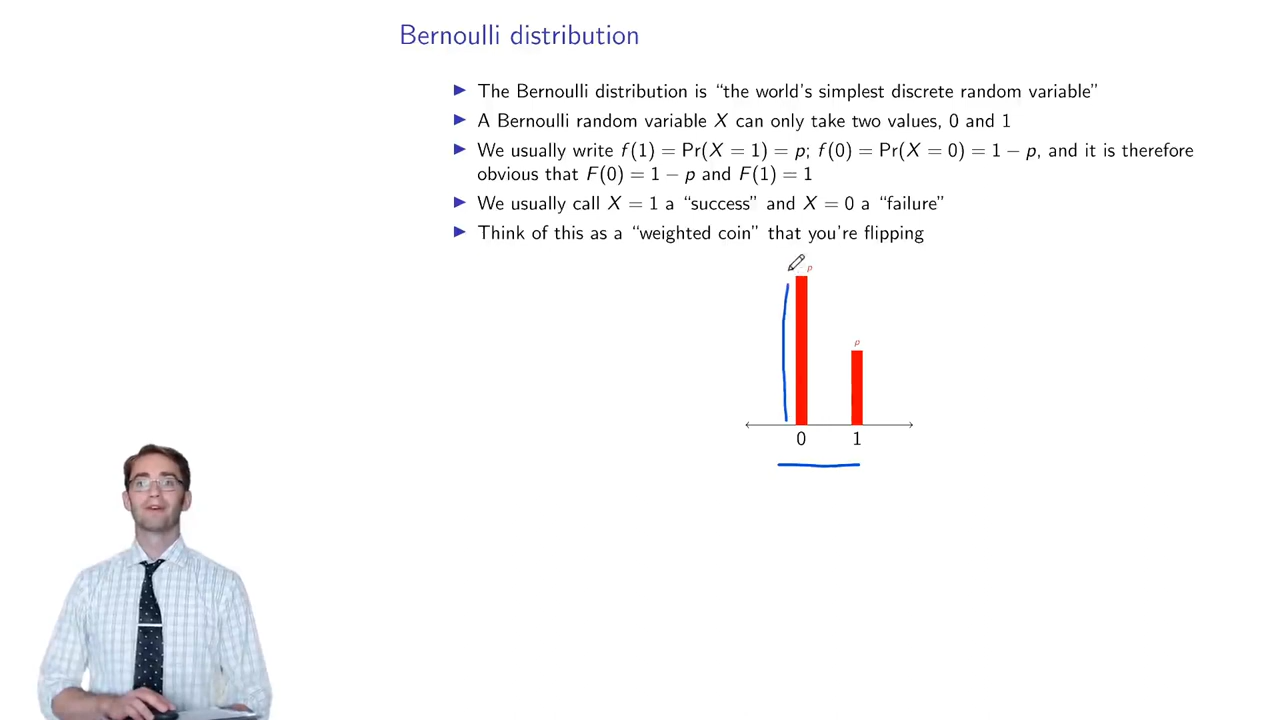 Bernoulli distribution
▶ The Bernoulli distribution is “the world’s simplest discrete random variable”
▶ A Bernoulli random variable X can only take two values, 0 and 1
▶ We usually write f(1) = Pr(X = 1) = p; f(0) = Pr(X = 0) = 1 − p, and it is therefore
obvious that F(0) = 1 − p and F(1) = 1
▶ We usually call X = 1 a “success” and X = 0 a “failure”
▶ Think of this as a “weighted coin” that you’re flipping
p
p
0 1